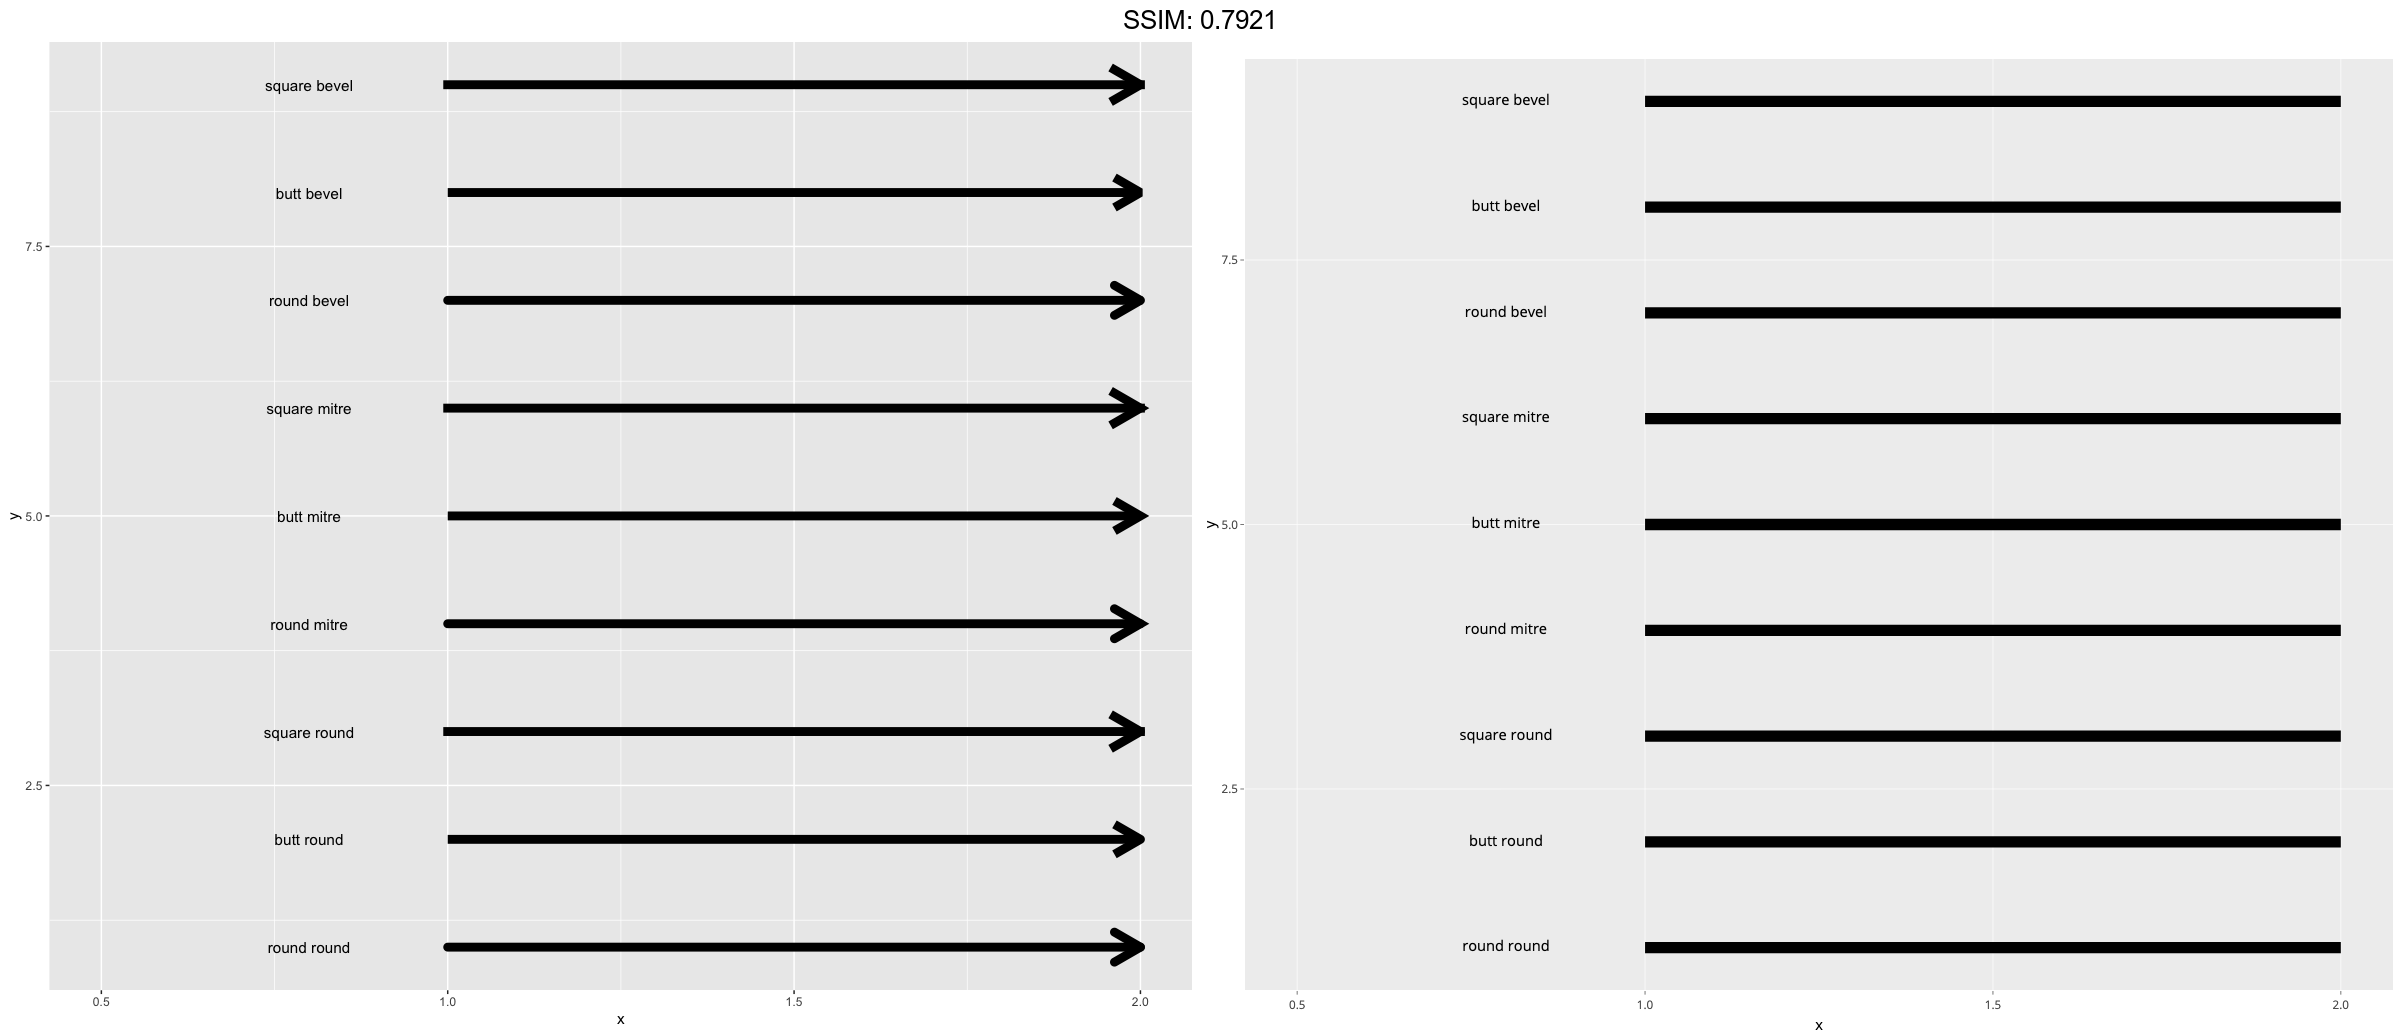 SSIM: 0.7921
square bevel
butt bevel
7.5
round bevel
square mitre
y
5.0
butt mitre
round mitre
square round
2.5
butt round
round round
0.5 1.0 1.5 2.0
x
square bevel
butt bevel
7.5
round bevel
square mitre
y
5.0
butt mitre
round mitre
square round
2.5
butt round
round round
0.5 1.0 1.5 2.0
x